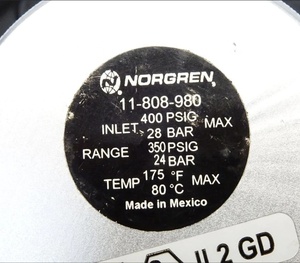 NORGREN
11-808-980
INLET 400 PSIG MAX
28 BAR
RANGE 350 PSIG
24 BAR
TEMP 175 °F MAX
80 °C
Made in Mexico
II 2 GD